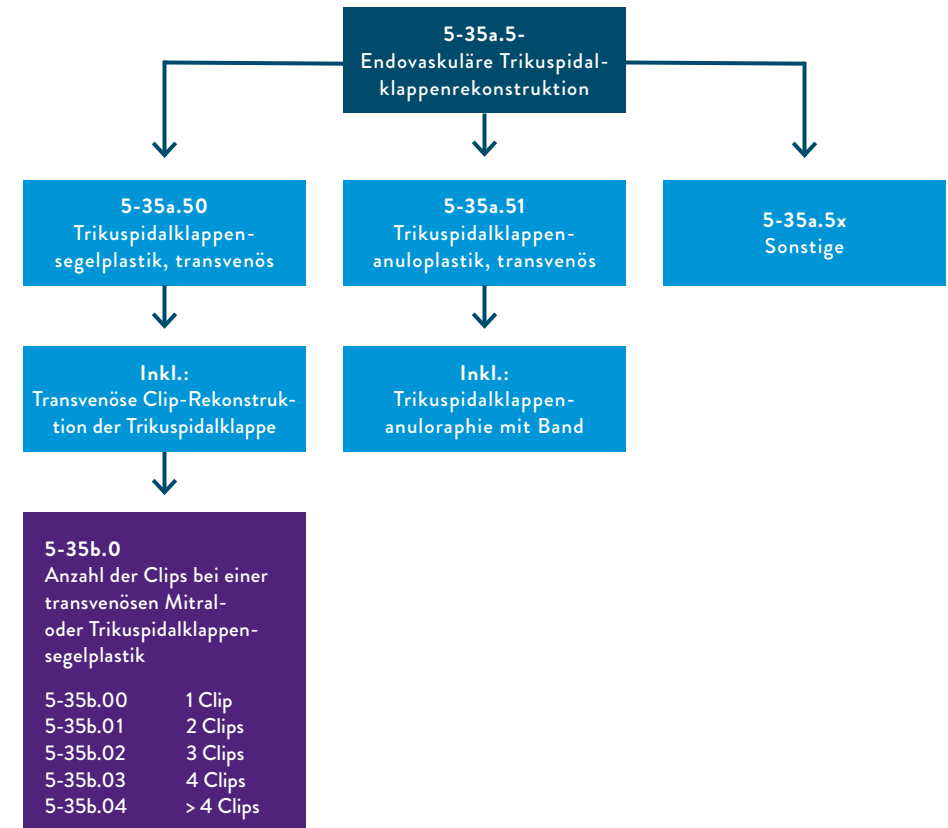 5-35a.5-
Endovaskuläre Trikuspidal-
klappenrekonstruktion
5-35a.50
Trikuspidalklappen-
segelplastik, transvenös
5-35a.51
Trikuspidalklappen-
anuloplastik, transvenös
5-35a.5x
Sonstige
Inkl.:
Transvenöse Clip-Rekonstruk-
tion der Trikuspidalklappe
Inkl.:
Trikuspidalklappen-
anuloraphie mit Band
5-35b.0
Anzahl der Clips bei einer
transvenösen Mitral-
oder Trikuspidalklappen-
segelplastik
5-35b.00 1 Clip
5-35b.01 2 Clips
5-35b.02 3 Clips
5-35b.03 4 Clips
5-35b.04 > 4 Clips